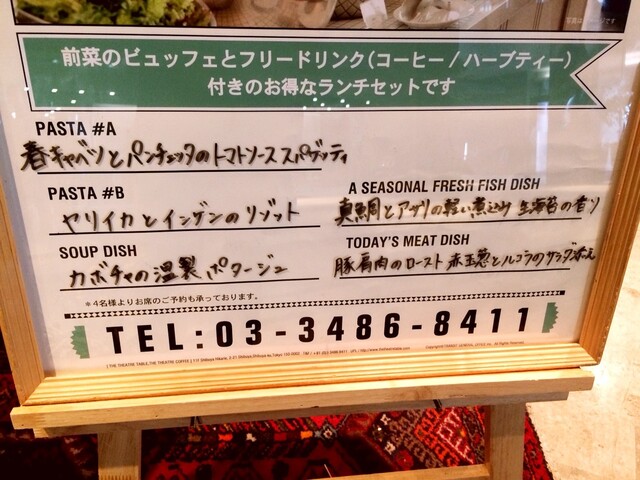 前菜のビュッフェとフリードリンク(コーヒー/ハーブティー)
付きのお得なランチセットです
PASTA #A
春キャベツとパンチェッタのトマトソーススパゲッティ
PASTA #B
ヤリイカとインゲンのリゾット
SOUP DISH
カボチャの温製ポタージュ
A SEASONAL FRESH FISH DISH
真鯛とアサリの軽い煮込み 生海苔の香り
TODAY'S MEAT DISH
豚肩肉のロースト 赤玉葱とルコラのサラダ添え
*4名様よりお席のご予約も承っております。
TEL:03-3486-8411